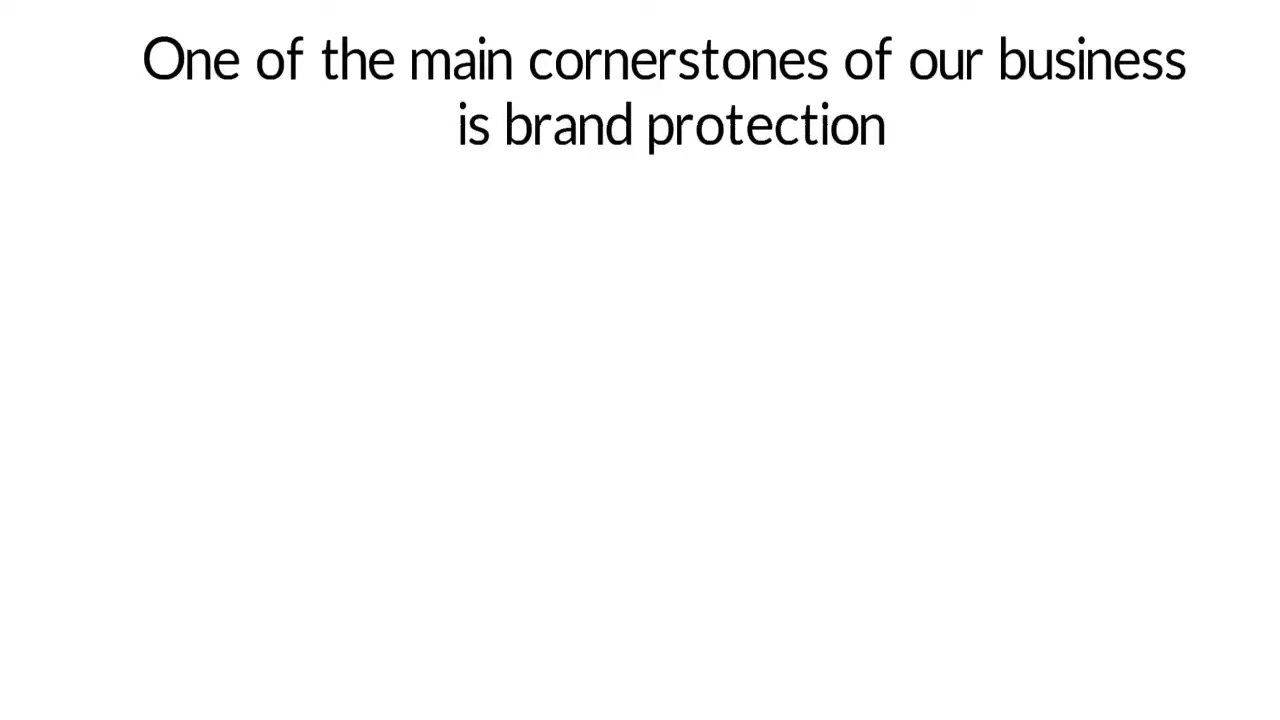 One of the main cornerstones of our business
is brand protection